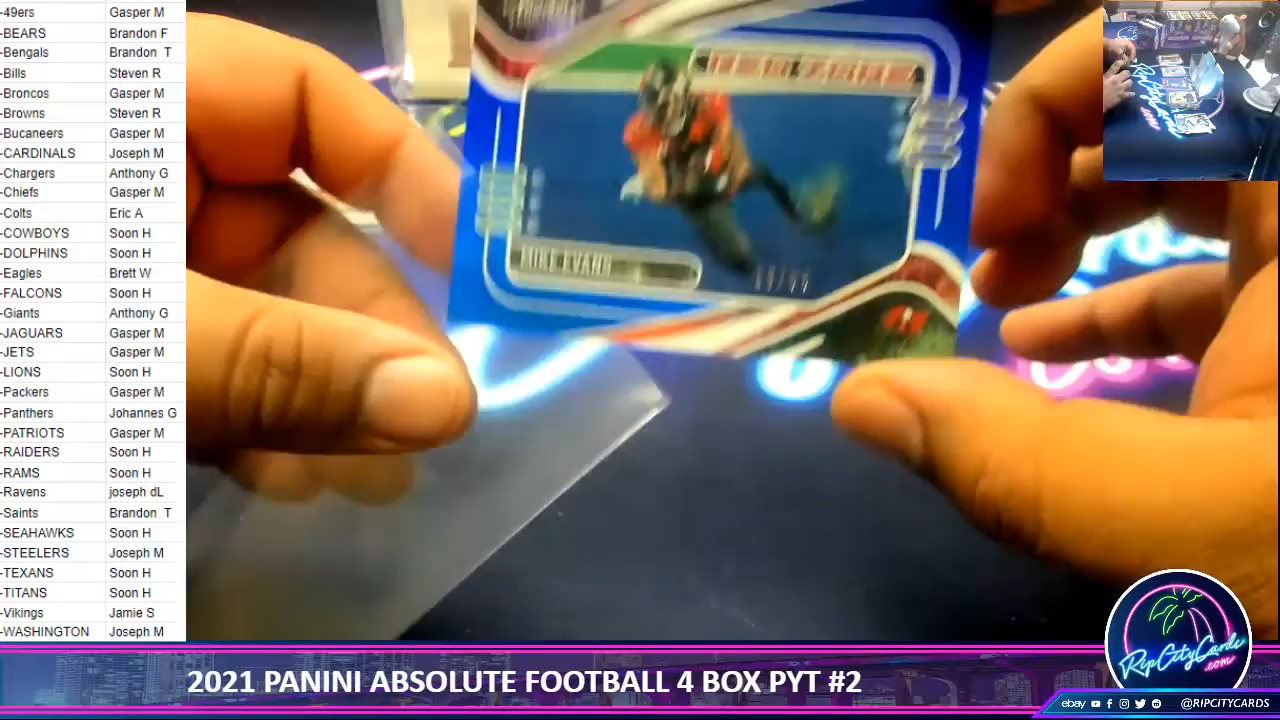 -49ers Gasper M
-BEARS Brandon F
-Bengals Brandon T
-Bills Steven R
-Broncos Gasper M
-Browns Steven R
-Bucaneers Gasper M
-CARDINALS Joseph M
-Chargers Anthony G
-Chiefs Gasper M
-Colts Eric A
-COWBOYS Soon H
-DOLPHINS Soon H
-Eagles Brett W
-FALCONS Soon H
-Giants Anthony G
-JAGUARS Gasper M
-JETS Gasper M
-LIONS Soon H
-Packers Gasper M
-Panthers Johannes G
-PATRIOTS Gasper M
-RAIDERS Soon H
-RAMS Soon H
-Ravens joseph dL
-Saints Brandon T
-SEAHAWKS Soon H
-STEELERS Joseph M
-TEXANS Soon H
-TITANS Soon H
-Vikings Jamie S
-WASHINGTON Joseph M
MIKE EVANS
RipCityCards
.com
2021 PANINI ABSOLUTE FOOTBALL 4 BOX PYT #2
ebay @RIPCITYCARDS